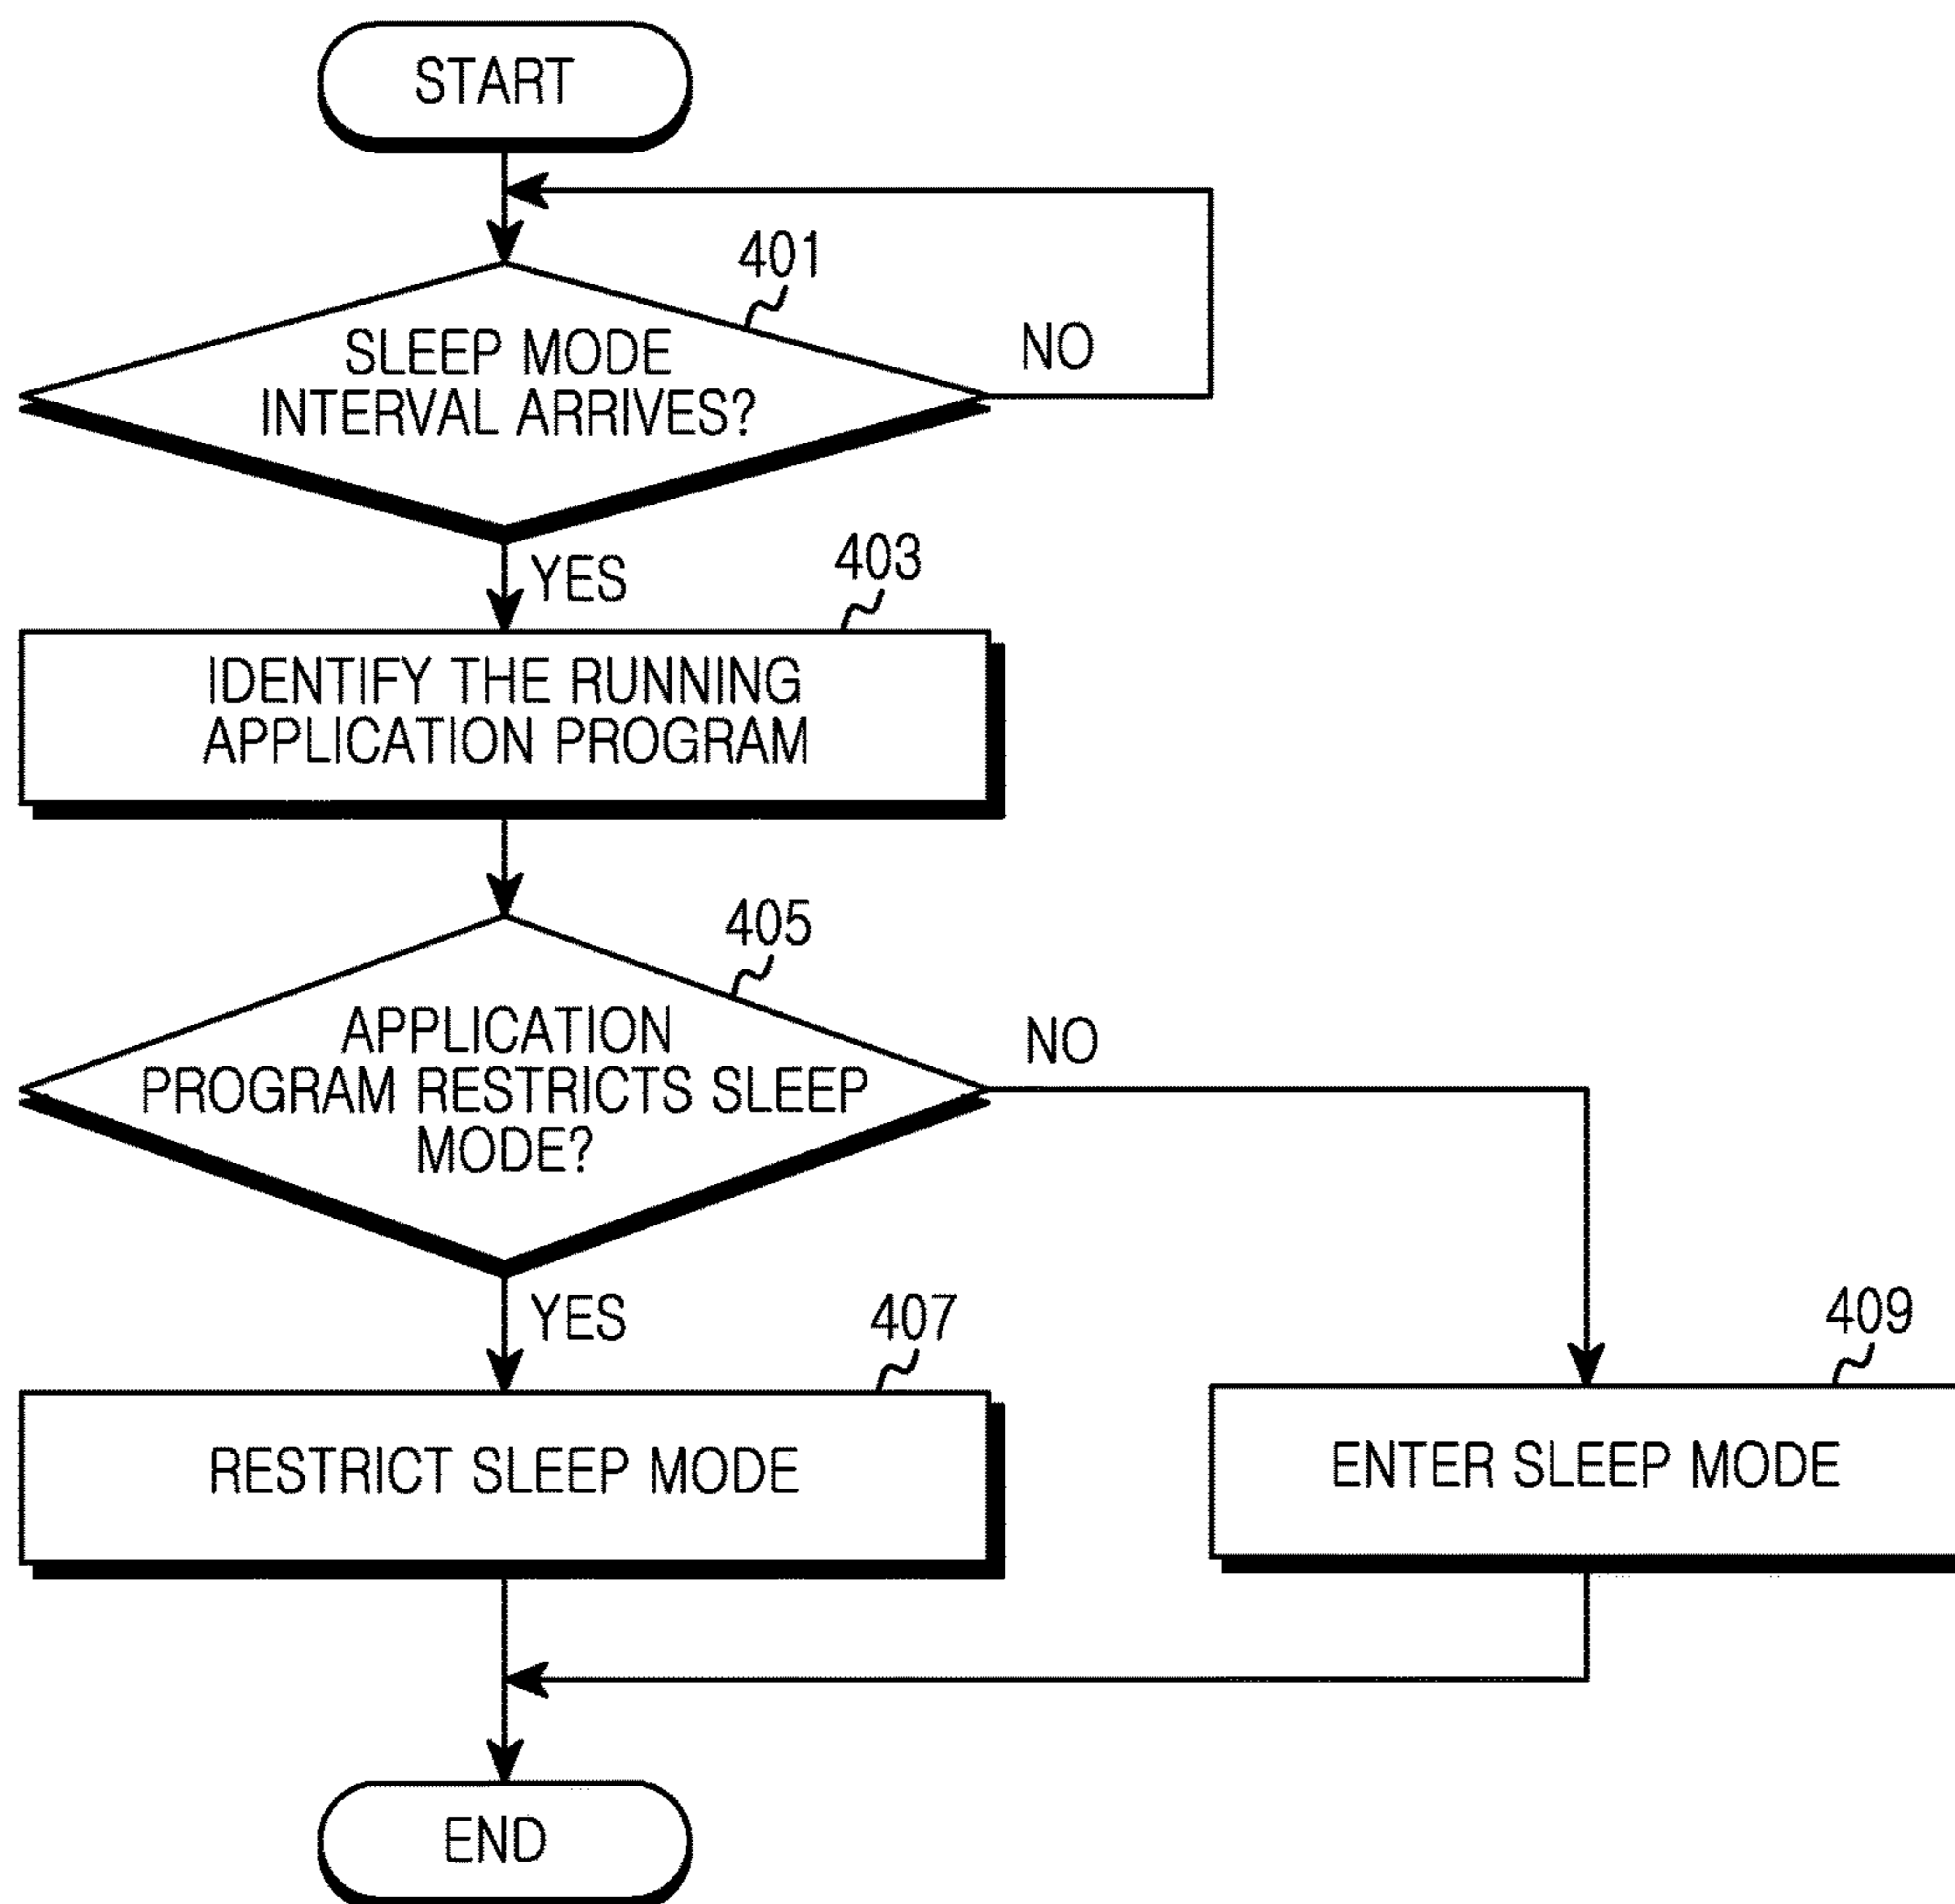 START
401
SLEEP MODE
INTERVAL ARRIVES?
NO
YES
403
IDENTIFY THE RUNNING
APPLICATION PROGRAM
405
APPLICATION
PROGRAM RESTRICTS SLEEP
MODE?
NO
YES
407
RESTRICT SLEEP MODE
409
ENTER SLEEP MODE
END